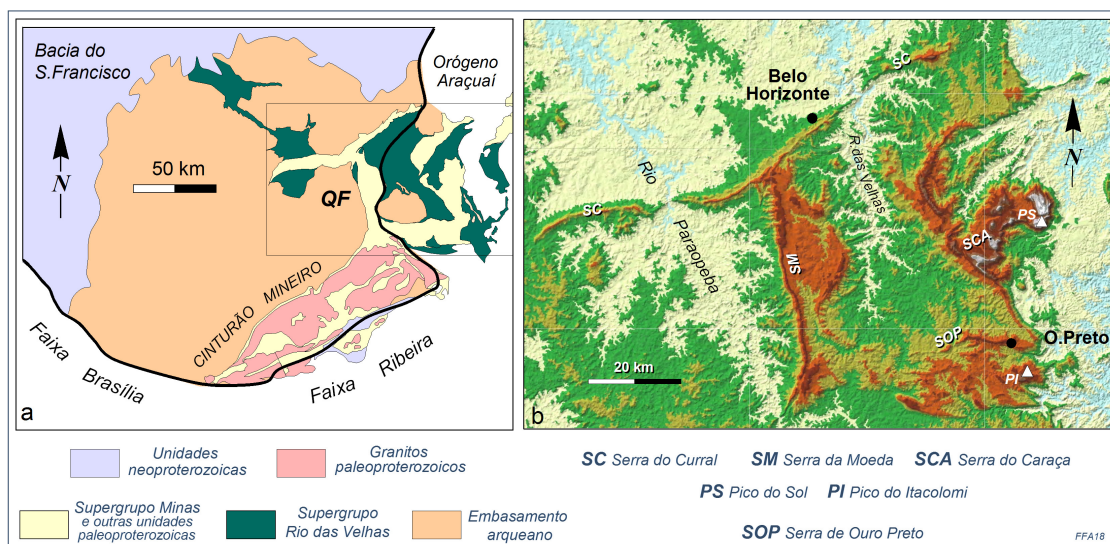 a
Bacia do
S.Francisco
Orógeno
Araçuaí
N
50 km
QF
CINTURÃO MINEIRO
Faixa
Brasília
Faixa
Ribeira
b
Belo
Horizonte
SC
R.das Velhas
N
Rio
Paraopeba
SC
SM
SCA
PS
SOP
O.Preto
PI
20 km
Unidades
neoproterozoicas
Granitos
paleoproterozoicos
Supergrupo Minas
e outras unidades
paleoproterozoicas
Supergrupo
Rio das Velhas
Embasamento
arqueano
SC Serra do Curral
SM Serra da Moeda
SCA Serra do Caraça
PS Pico do Sol
PI Pico do Itacolomi
SOP Serra de Ouro Preto
FFA18